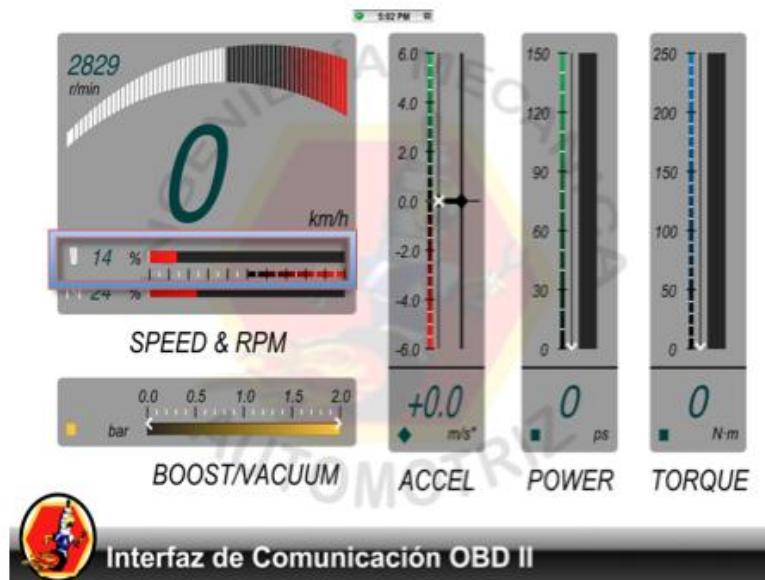 5:02 PM
2829
r/min
0
km/h
14 %
24 %
SPEED & RPM
0.0 0.5 1.0 1.5 2.0
bar
BOOST/VACUUM
6.0
4.0
2.0
0.0
-2.0
-4.0
-6.0
+0.0
m/s²
ACCEL
150
120
90
60
30
0
0
ps
POWER
250
200
150
100
50
0
0
N·m
TORQUE
INGENIERÍA MECÁNICA
AUTOMOTRIZ
Interfaz de Comunicación OBD II